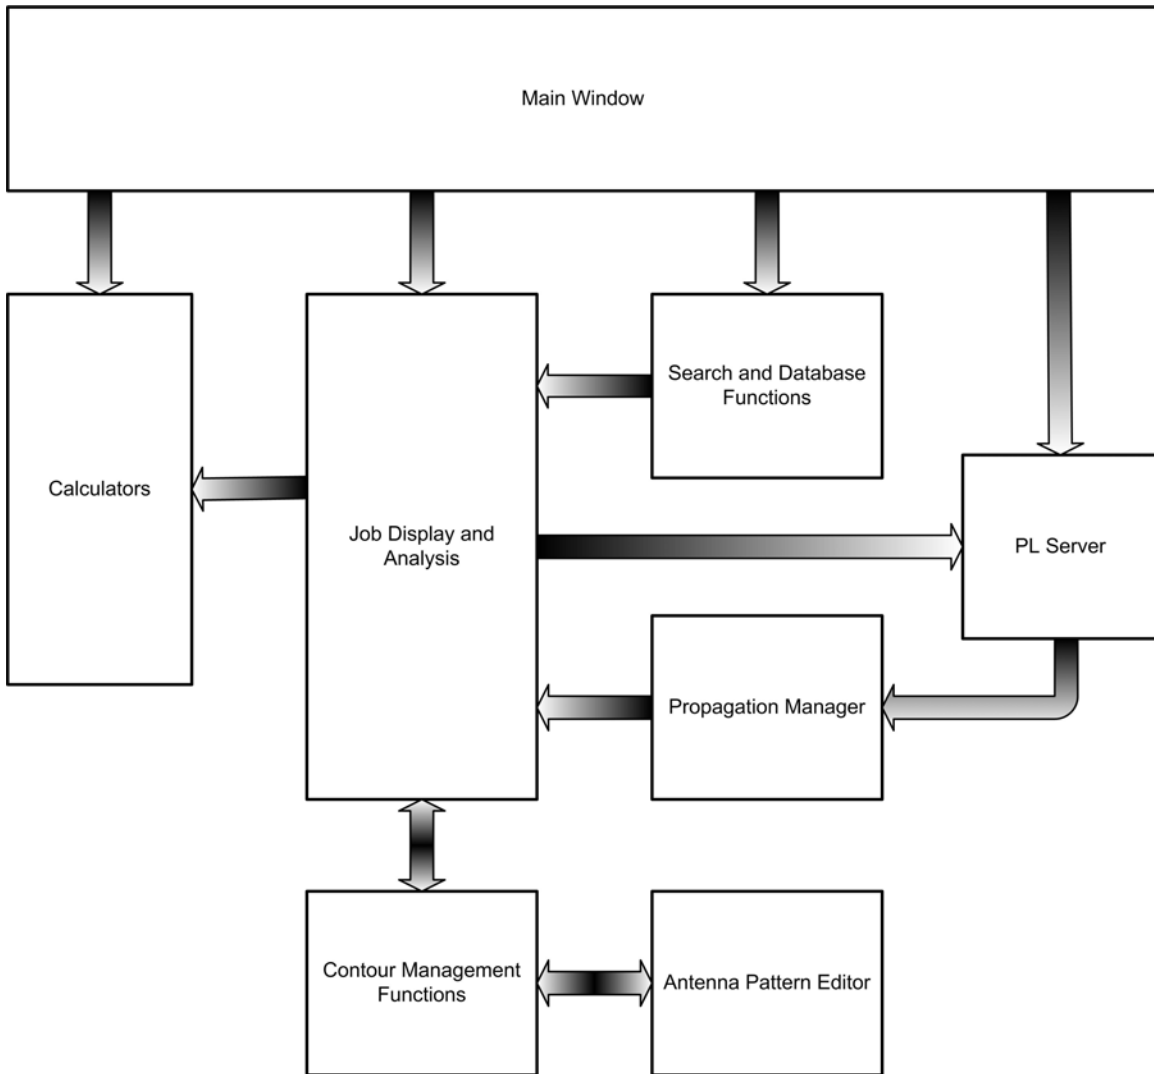 Main Window
Search and Database
Functions
Calculators
Job Display and
Analysis
PL Server
Propagation Manager
Contour Management
Functions
Antenna Pattern Editor